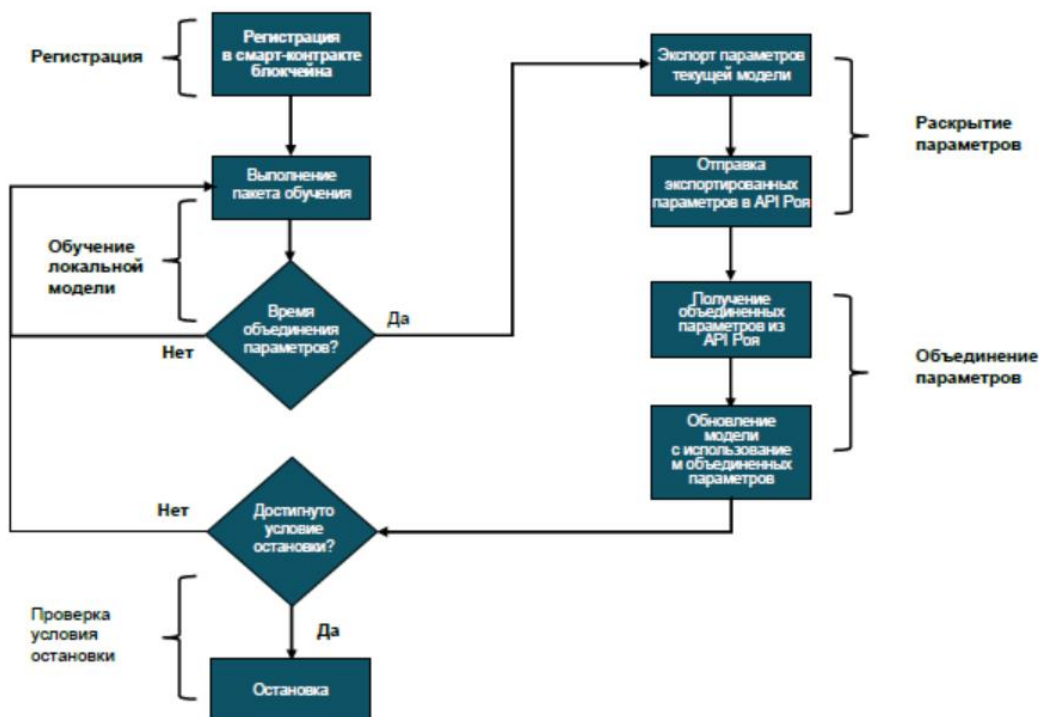 Регистрация
Регистрация
в смарт-контракте
блокчейна
Выполнение
пакета обучения
Обучение
локальной
модели
Время
объединения
параметров?
Да
Нет
Экспорт параметров
текущей модели
Отправка
экспортированных
параметров в API Роя
Раскрытие
параметров
Получение
объединенных
параметров из
API Роя
Обновление
модели
с использование
м объединенных
параметров
Объединение
параметров
Нет
Достигнуто
условие
остановки?
Проверка
условия
остановки
Да
Остановка